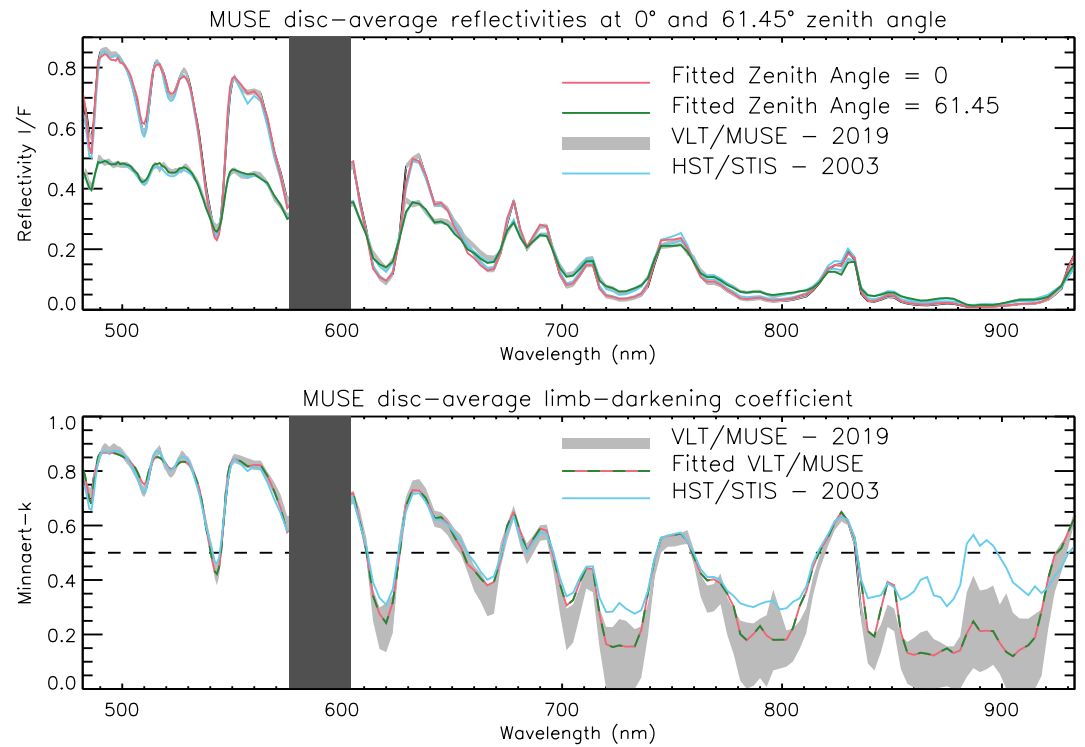 MUSE disc-average reflectivities at 0° and 61.45° zenith angle
Reflectivity I/F
0.8
0.6
0.4
0.2
0.0
Fitted Zenith Angle = 0
Fitted Zenith Angle = 61.45
VLT/MUSE - 2019
HST/STIS - 2003
500 600 700 800 900
Wavelength (nm)
MUSE disc-average limb-darkening coefficient
Minnaert-k
1.0
0.8
0.6
0.4
0.2
0.0
VLT/MUSE - 2019
Fitted VLT/MUSE
HST/STIS - 2003
500 600 700 800 900
Wavelength (nm)